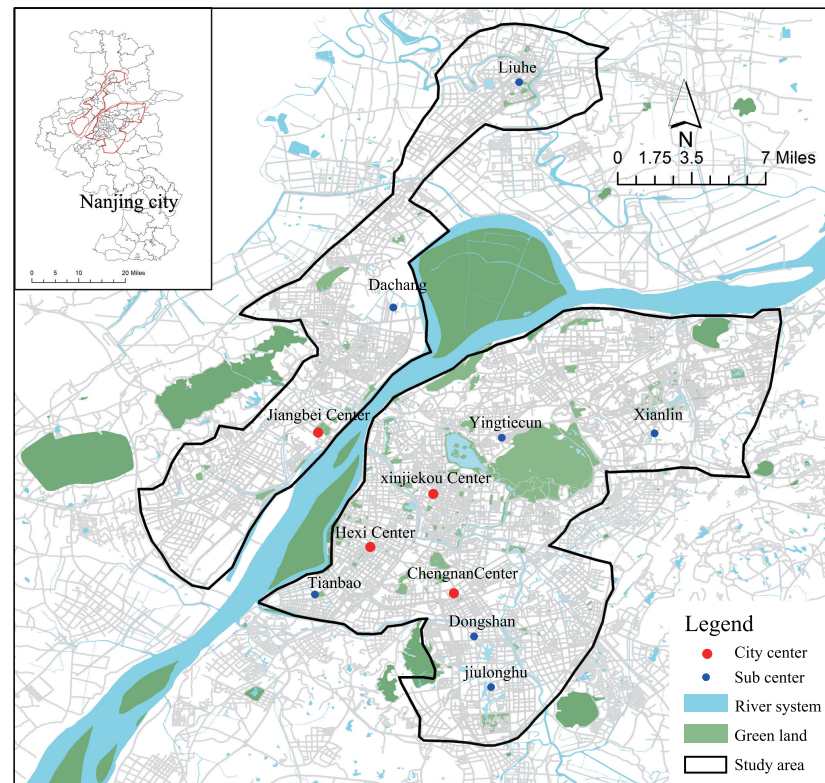 Nanjing city
0 5 10 20 Miles
Liuhe
N
0 1.75 3.5 7 Miles
Dachang
Jiangbei Center
Yingtiecun
Xianlin
xinjiekou Center
Hexi Center
ChengnanCenter
Tianbao
Dongshan
jiulonghu
Legend
City center
Sub center
River system
Green land
Study area